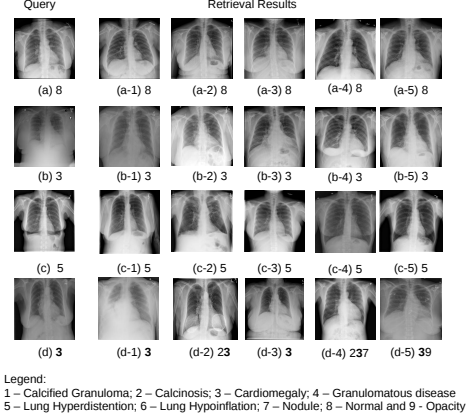 Query Retrieval Results
(a) 8 (a-1) 8 (a-2) 8 (a-3) 8 (a-4) 8 (a-5) 8
(b) 3 (b-1) 3 (b-2) 3 (b-3) 3 (b-4) 3 (b-5) 3
(c) 5 (c-1) 5 (c-2) 5 (c-3) 5 (c-4) 5 (c-5) 5
(d) 3 (d-1) 3 (d-2) 23 (d-3) 3 (d-4) 237 (d-5) 39
Legend:
1 – Calcified Granuloma; 2 – Calcinosis; 3 – Cardiomegaly; 4 – Granulomatous disease
5 – Lung Hyperdistention; 6 – Lung Hypoinflation; 7 – Nodule; 8 – Normal and 9 - Opacity